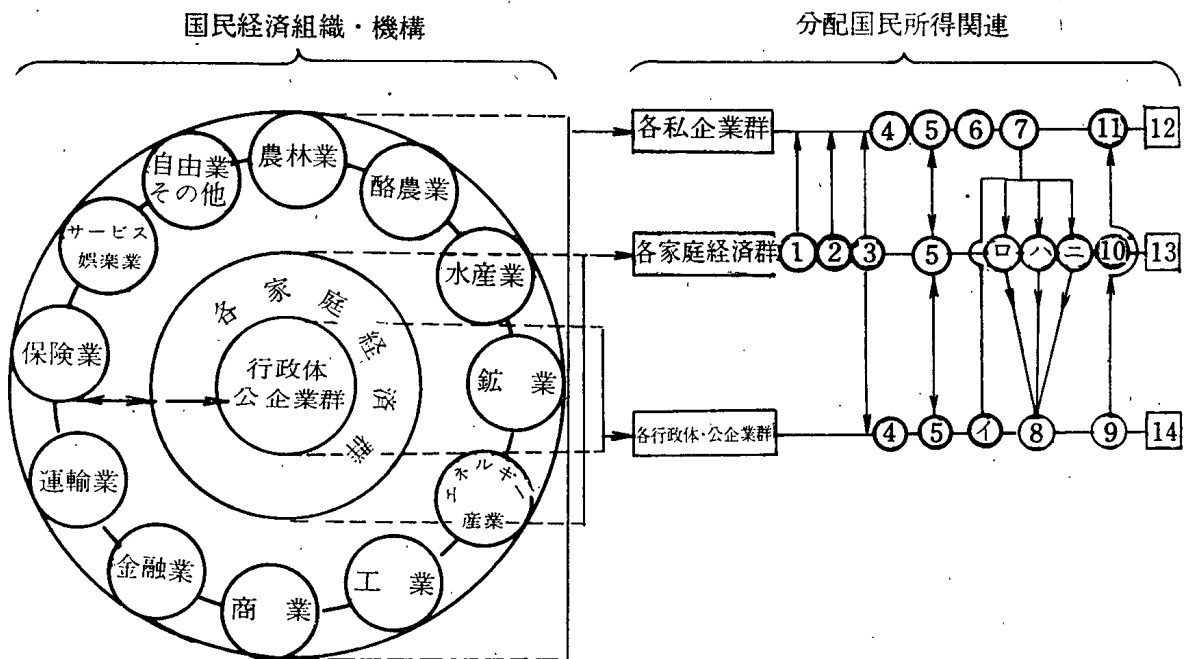 国民経済組織・機構
分配国民所得関連
農林業
酪農業
水産業
鉱 業
エネルギー
産業
工 業
商 業
金融業
運輸業
保険業
サービス
娯楽業
自由業
その他
各家庭経済群
行政体
公企業群
各私企業群
④ ⑤ ⑥ ⑦ ⑪ 12
各家庭経済群
① ② ③ ⑤ ロ ハ ニ ⑩ 13
各行政体・公企業群
④ ⑤ イ ⑧ ⑨ 14